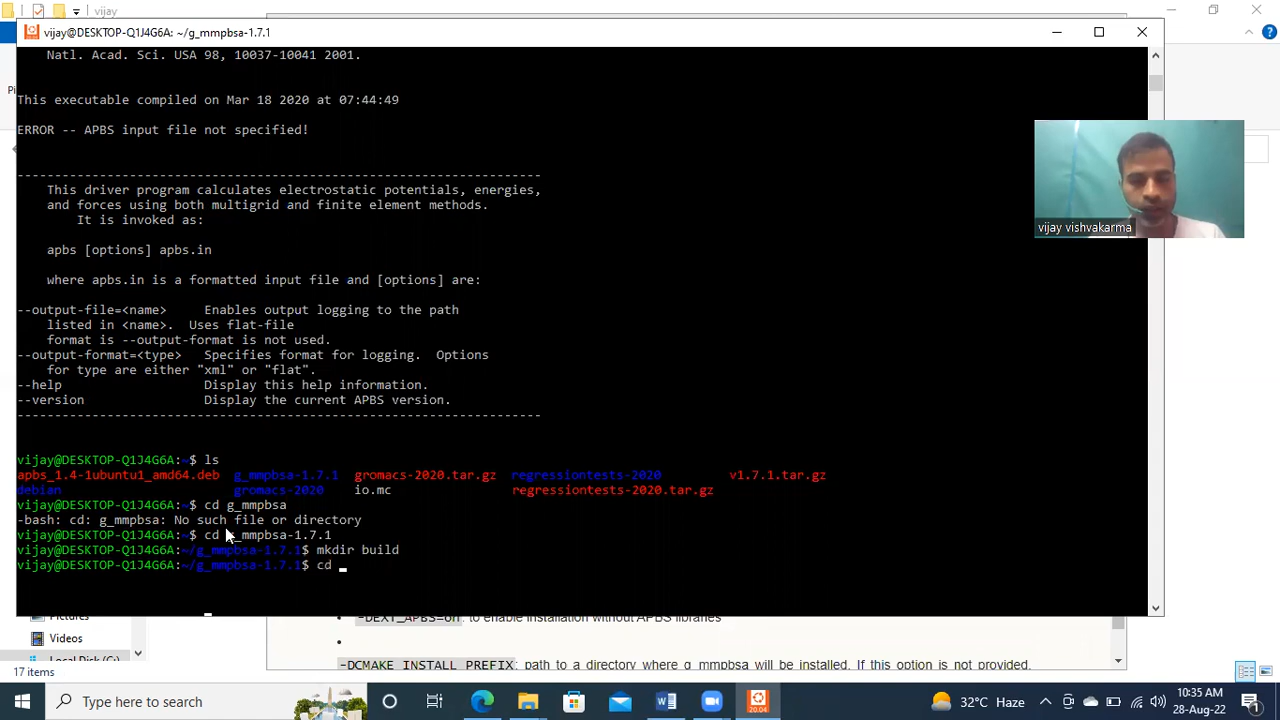 vijay
vijay@DESKTOP-Q1J4G6A: ~/g_mmpbsa-1.7.1
Natl. Acad. Sci. USA 98, 10037-10041 2001.
This executable compiled on Mar 18 2020 at 07:44:49
ERROR -- APBS input file not specified!
----------------------------------------------------------------------
This driver program calculates electrostatic potentials, energies,
and forces using both multigrid and finite element methods.
It is invoked as:
apbs [options] apbs.in
where apbs.in is a formatted input file and [options] are:
--output-file=<name>     Enables output logging to the path
listed in <name>.  Uses flat-file
format is --output-format is not used.
--output-format=<type>   Specifies format for logging.  Options
for type are either "xml" or "flat".
--help                   Display this help information.
--version                Display the current APBS version.
----------------------------------------------------------------------
vijay@DESKTOP-Q1J4G6A:~$ ls
apbs_1.4-1ubuntu1_amd64.deb  g_mmpbsa-1.7.1  gromacs-2020.tar.gz  regressiontests-2020         v1.7.1.tar.gz
debian                       gromacs-2020    io.mc                regressiontests-2020.tar.gz
vijay@DESKTOP-Q1J4G6A:~$ cd g_mmpbsa
-bash: cd: g_mmpbsa: No such file or directory
vijay@DESKTOP-Q1J4G6A:~$ cd g_mmpbsa-1.7.1
vijay@DESKTOP-Q1J4G6A:~/g_mmpbsa-1.7.1$ mkdir build
vijay@DESKTOP-Q1J4G6A:~/g_mmpbsa-1.7.1$ cd
vijay vishvakarma
Pictures
Videos
Local Disk (C:)
17 items
-DEXT_APBS=on: to enable installation without APBS libraries
-DCMAKE_INSTALL_PREFIX: path to a directory where g_mmpbsa will be installed. If this option is not provided,
Type here to search
32°C Haze
ENG
10:35 AM
28-Aug-22
1